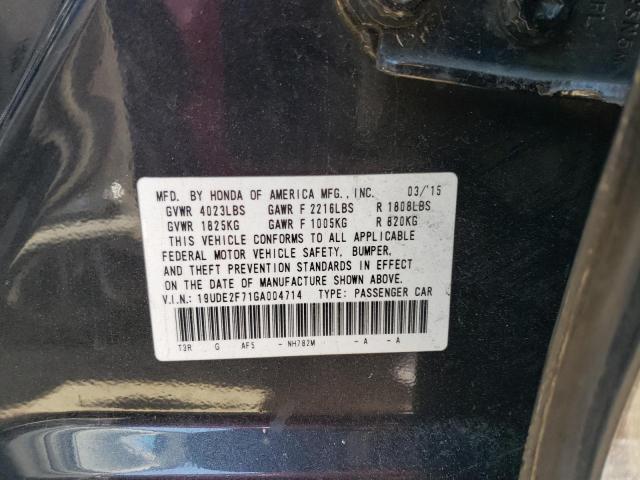 MFD. BY HONDA OF AMERICA MFG., INC. 03/'15
GVWR 4023LBS GAWR F 2216LBS R 1808LBS
GVWR 1825KG GAWR F 1005KG R 820KG
THIS VEHICLE CONFORMS TO ALL APPLICABLE
FEDERAL MOTOR VEHICLE SAFETY, BUMPER,
AND THEFT PREVENTION STANDARDS IN EFFECT
ON THE DATE OF MANUFACTURE SHOWN ABOVE.
V.I.N.: 19UDE2F71GA004714 TYPE: PASSENGER CAR
T3R G AF5 - NH782M - A - A